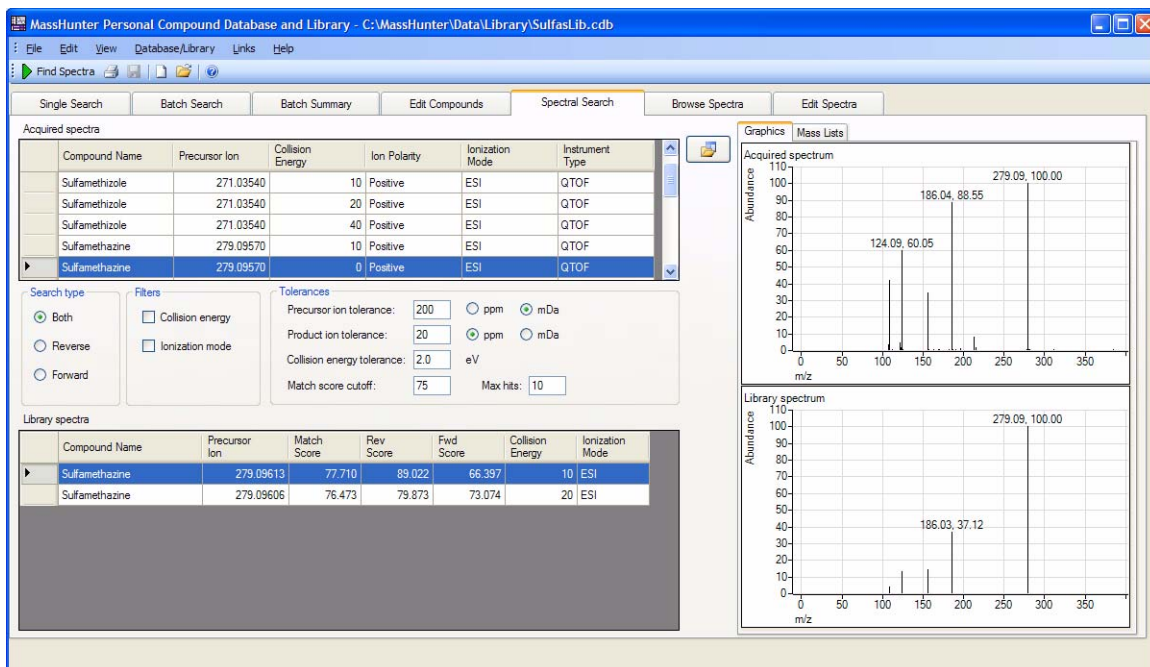 MassHunter Personal Compound Database and Library - C:\MassHunter\Data\Library\SulfasLib.cdb
File Edit View Database/Library Links Help
Find Spectra
Single Search Batch Search Batch Summary Edit Compounds Spectral Search Browse Spectra Edit Spectra
Acquired spectra
Compound Name Precursor Ion Collision Energy Ion Polarity Ionization Mode Instrument Type
Sulfamethizole 271.03540 10 Positive ESI QTOF
Sulfamethizole 271.03540 20 Positive ESI QTOF
Sulfamethizole 271.03540 40 Positive ESI QTOF
Sulfamethazine 279.09570 10 Positive ESI QTOF
Sulfamethazine 279.09570 0 Positive ESI QTOF
Search type
Both
Reverse
Forward
Filters
Collision energy
Ionization mode
Tolerances
Precursor ion tolerance: 200 ppm mDa
Product ion tolerance: 20 ppm mDa
Collision energy tolerance: 2.0 eV
Match score cutoff: 75 Max hits: 10
Library spectra
Compound Name Precursor Ion Match Score Rev Score Fwd Score Collision Energy Ionization Mode
Sulfamethazine 279.09613 77.710 89.022 66.397 10 ESI
Sulfamethazine 279.09606 76.473 79.873 73.074 20 ESI
Graphics Mass Lists
Acquired spectrum
Abundance
110
100
90
80
70
60
50
40
30
20
10
0
279.09, 100.00
186.04, 88.55
124.09, 60.05
0 50 100 150 200 250 300 350
m/z
Library spectrum
Abundance
110
100
90
80
70
60
50
40
30
20
10
0
279.09, 100.00
186.03, 37.12
0 50 100 150 200 250 300 350
m/z